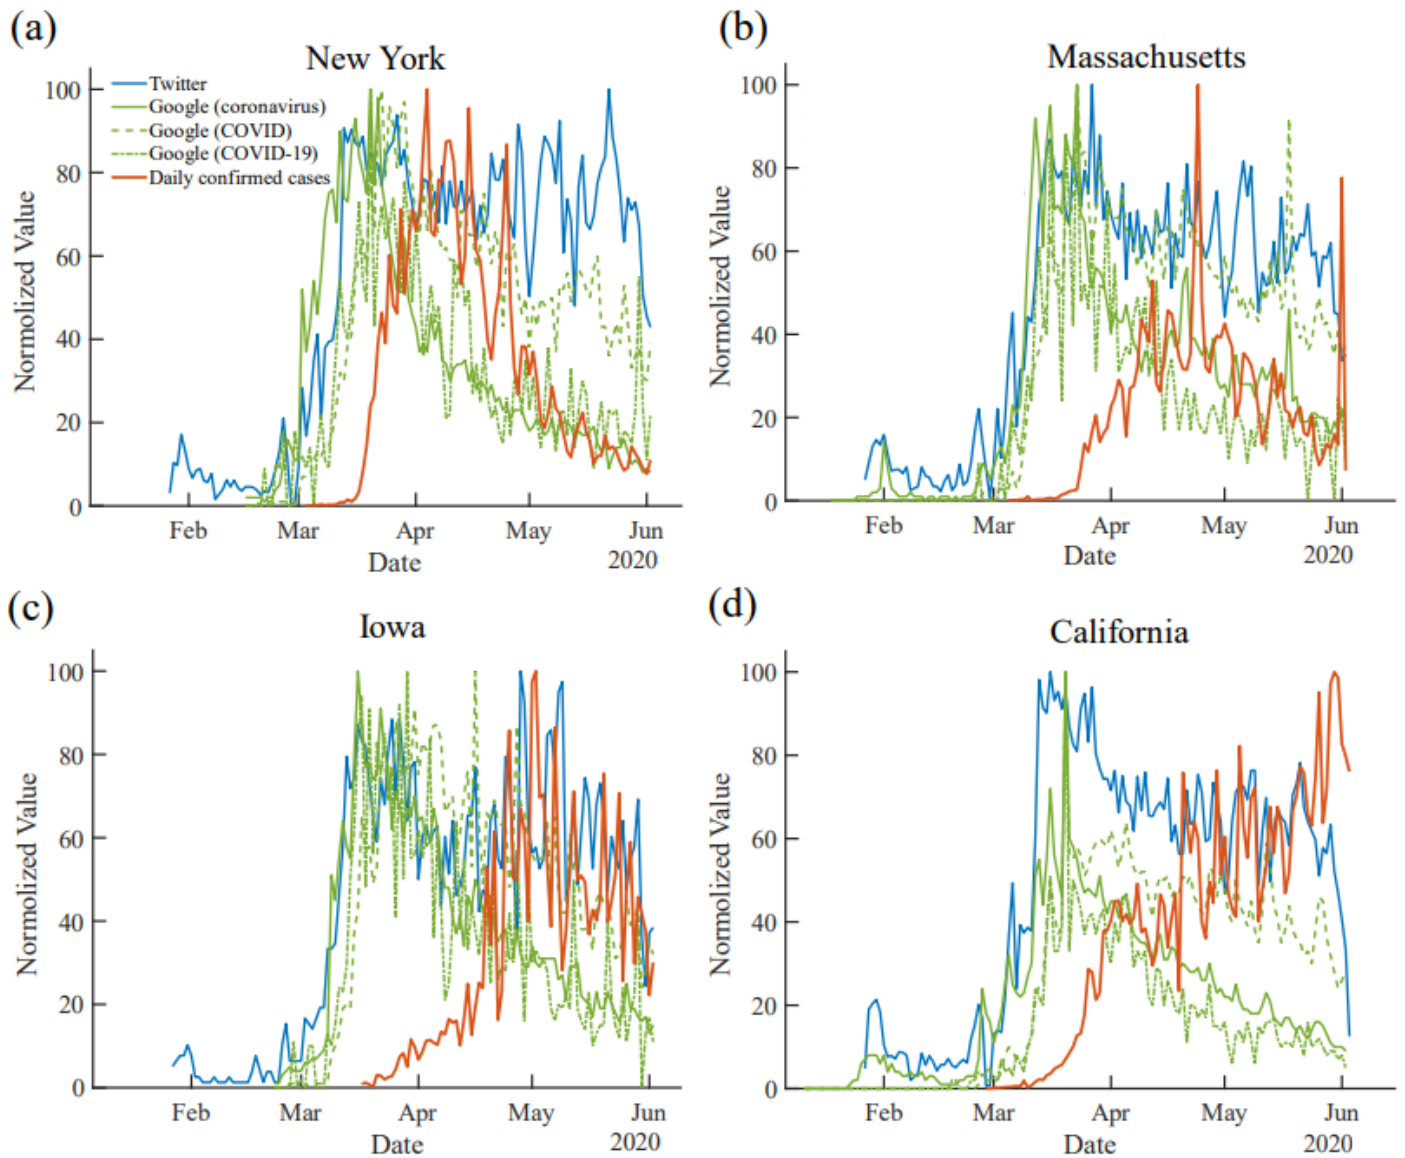 (a)
New York
Twitter
Google (coronavirus)
Google (COVID)
Google (COVID-19)
Daily confirmed cases
Normolized Value
100
80
60
40
20
0
Feb Mar Apr May Jun
Date 2020
(b)
Massachusetts
Normolized Value
100
80
60
40
20
0
Feb Mar Apr May Jun
Date 2020
(c)
Iowa
Normolized Value
100
80
60
40
20
0
Feb Mar Apr May Jun
Date 2020
(d)
California
Normolized Value
100
80
60
40
20
0
Feb Mar Apr May Jun
Date 2020